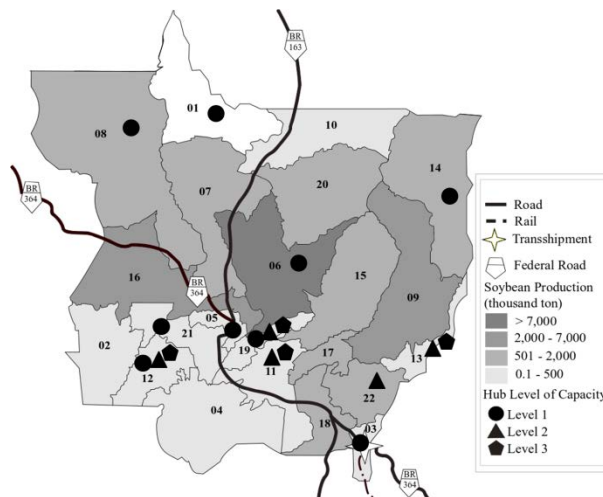 BR
163
01
08
10
14
07
20
BR
364
06
16
BR
364
09
15
05
02
21
19
13
12
11
17
22
04
18
03
BR
364
Road
Rail
Transshipment
Federal Road
Soybean Production
(thousand ton)
> 7,000
2,000 - 7,000
501 - 2,000
0.1 - 500
Hub Level of Capacity
Level 1
Level 2
Level 3